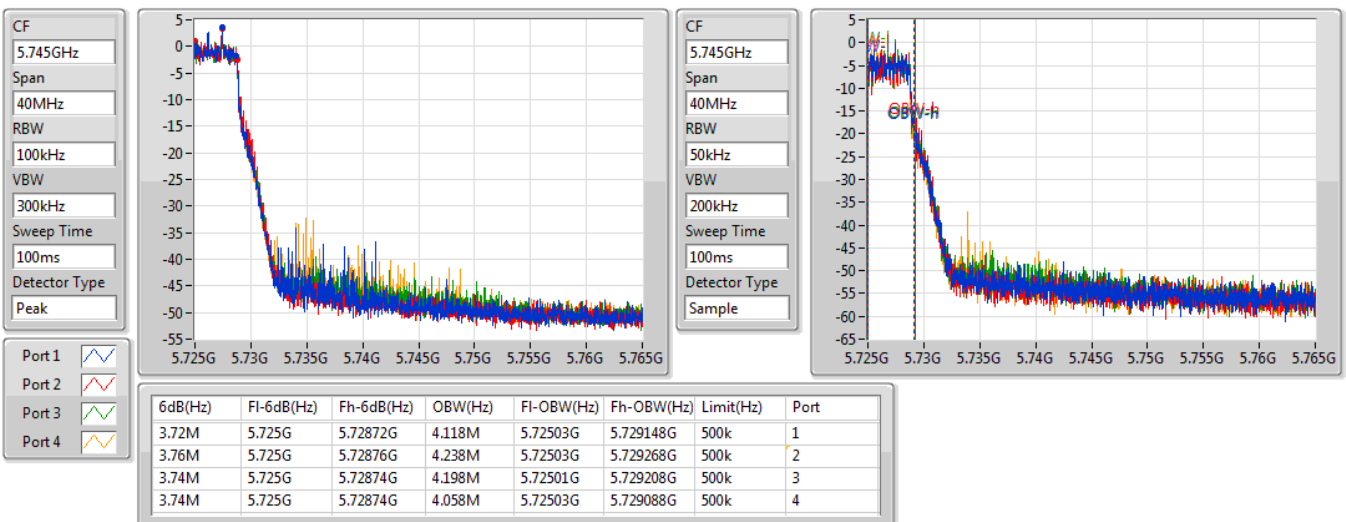 CF
5.745GHz
Span
40MHz
RBW
100kHz
VBW
300kHz
Sweep Time
100ms
Detector Type
Peak
5
0
-5
-10
-15
-20
-25
-30
-35
-40
-45
-50
-55
5.725G 5.73G 5.735G 5.74G 5.745G 5.75G 5.755G 5.76G 5.765G
CF
5.745GHz
Span
40MHz
RBW
50kHz
VBW
200kHz
Sweep Time
100ms
Detector Type
Sample
5
0
-5
-10
-15
-20
-25
-30
-35
-40
-45
-50
-55
-60
-65
OBW-h
5.725G 5.73G 5.735G 5.74G 5.745G 5.75G 5.755G 5.76G 5.765G
Port 1
Port 2
Port 3
Port 4
6dB(Hz) Fl-6dB(Hz) Fh-6dB(Hz) OBW(Hz) Fl-OBW(Hz) Fh-OBW(Hz) Limit(Hz) Port
3.72M 5.725G 5.72872G 4.118M 5.72503G 5.729148G 500k 1
3.76M 5.725G 5.72876G 4.238M 5.72503G 5.729268G 500k 2
3.74M 5.725G 5.72874G 4.198M 5.72501G 5.729208G 500k 3
3.74M 5.725G 5.72874G 4.058M 5.72503G 5.729088G 500k 4